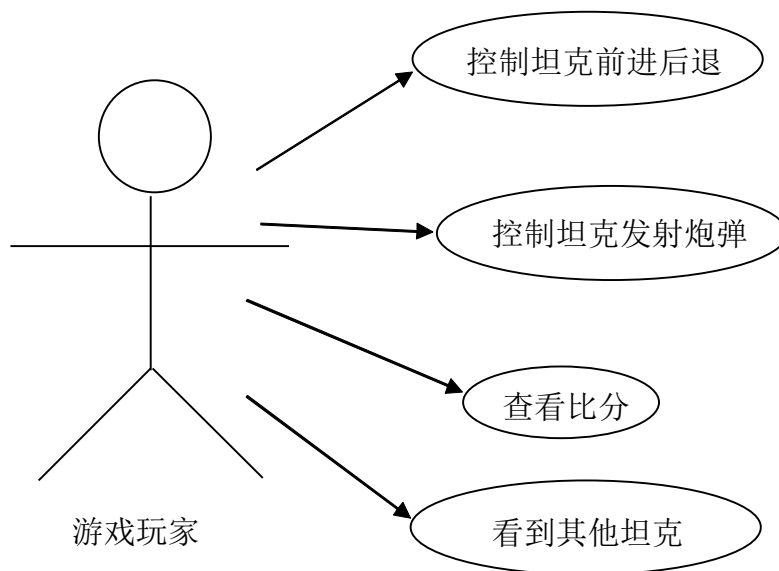 控制坦克前进后退
控制坦克发射炮弹
查看比分
看到其他坦克
游戏玩家